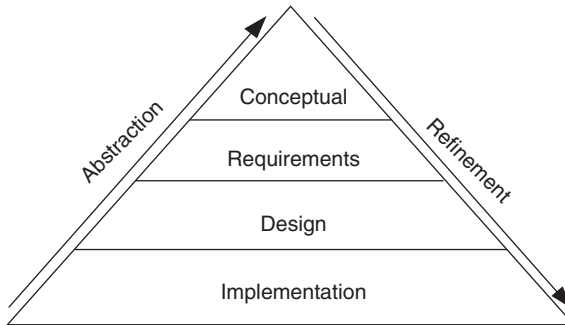 Conceptual
Abstraction
Refinement
Requirements
Design
Implementation